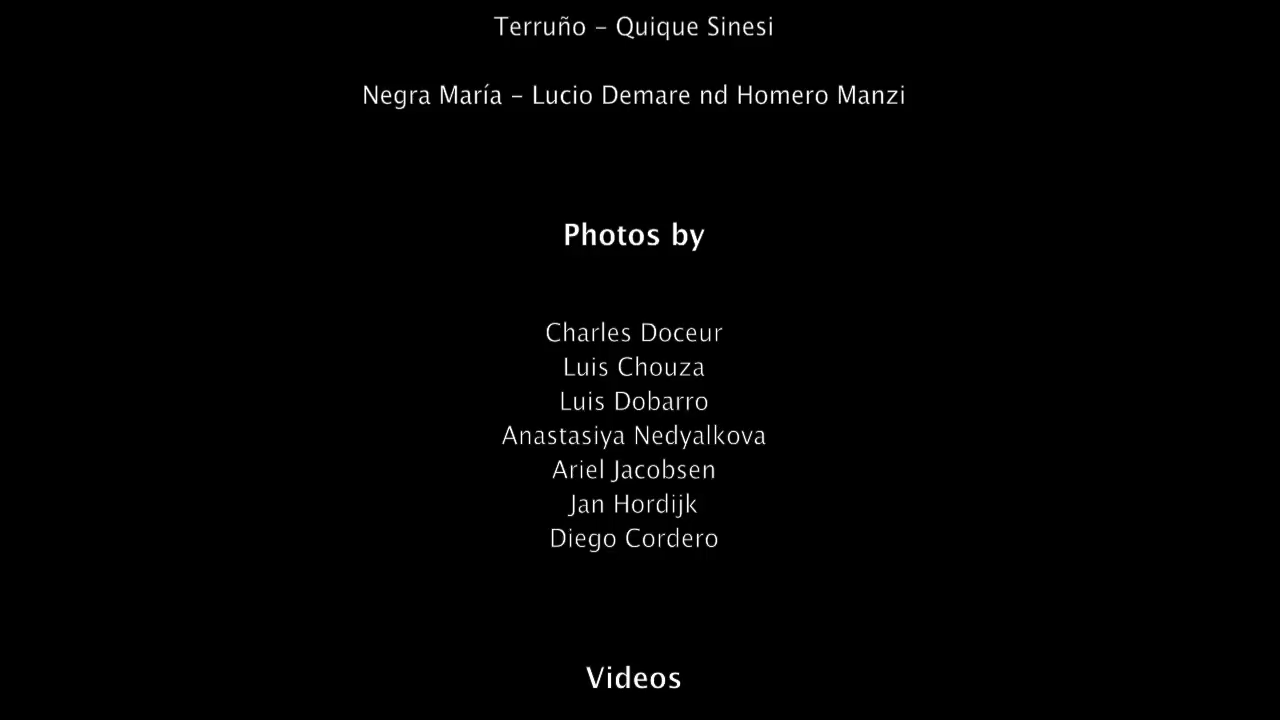 Terruño – Quique Sinesi
Negra María – Lucio Demare nd Homero Manzi
Photos by
Charles Doceur
Luis Chouza
Luis Dobarro
Anastasiya Nedyalkova
Ariel Jacobsen
Jan Hordijk
Diego Cordero
Videos